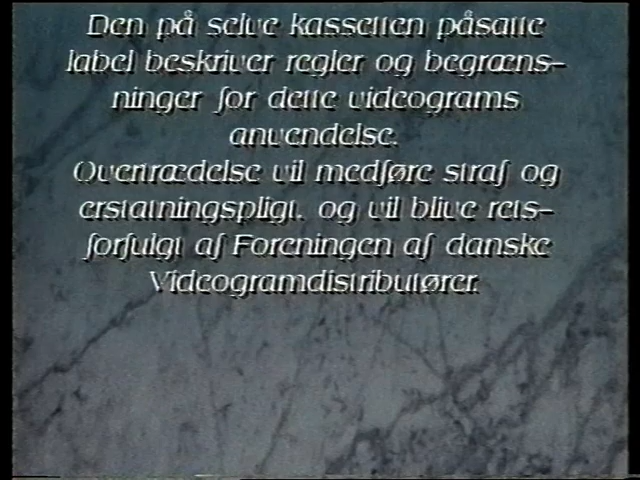 Den på selve kassetten påsatte
label beskriver regler og begræns-
ninger for dette videograms
anvendelse.
Overtrædelse vil medføre straf og
erstatningspligt, og vil blive rets-
forfulgt af Foreningen af danske
Videogramdistributører.